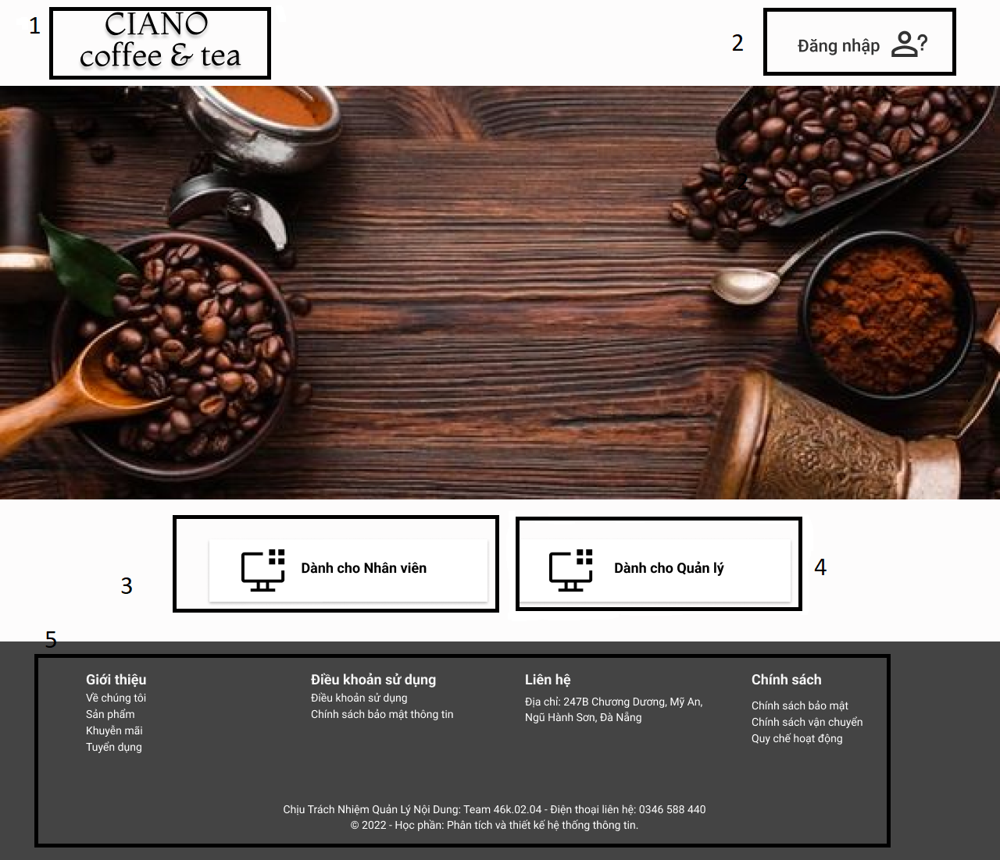 1
CIANO
coffee & tea
2
Đăng nhập
?
3
Dành cho Nhân viên
Dành cho Quản lý
4
5
Giới thiệu
Về chúng tôi
Sản phẩm
Khuyễn mãi
Tuyển dụng
Điều khoản sử dụng
Điều khoản sử dụng
Chính sách bảo mật thông tin
Liên hệ
Địa chỉ: 247B Chương Dương, Mỹ An,
Ngũ Hành Sơn, Đà Nẵng
Chính sách
Chính sách bảo mật
Chính sách vận chuyển
Quy chế hoạt động
Chịu Trách Nhiệm Quản Lý Nội Dung: Team 46k.02.04 - Điện thoại liên hệ: 0346 588 440
© 2022 - Học phần: Phân tích và thiết kế hệ thống thông tin.